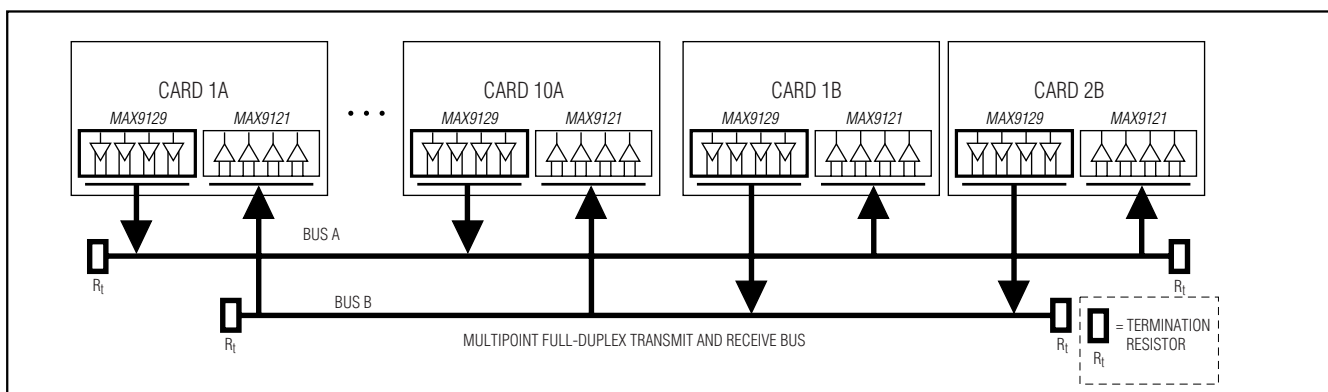 CARD 1A
MAX9129 MAX9121
• • •
CARD 10A
MAX9129 MAX9121
CARD 1B
MAX9129 MAX9121
CARD 2B
MAX9129 MAX9121
BUS A
Rt
Rt
BUS B
Rt
Rt
MULTIPOINT FULL-DUPLEX TRANSMIT AND RECEIVE BUS
= TERMINATION
RESISTOR
Rt